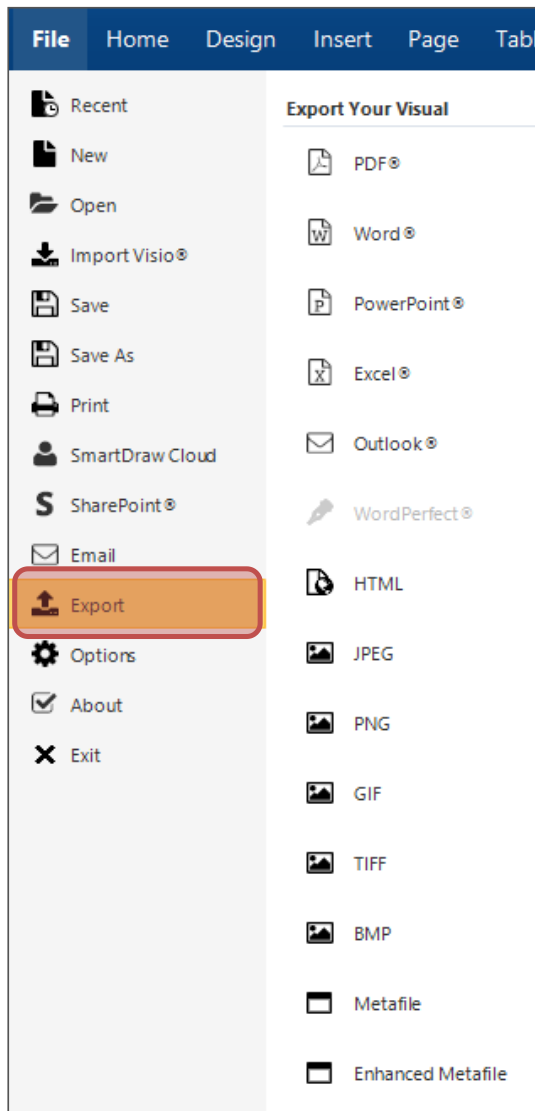 File Home Design Insert Page
Recent
New
Open
Import Visio®
Save
Save As
Print
SmartDraw Cloud
SharePoint®
Email
Export
Options
About
Exit
Export Your Visual
PDF®
Word®
PowerPoint®
Excel®
Outlook®
WordPerfect®
HTML
JPEG
PNG
GIF
TIFF
BMP
Metafile
Enhanced Metafile